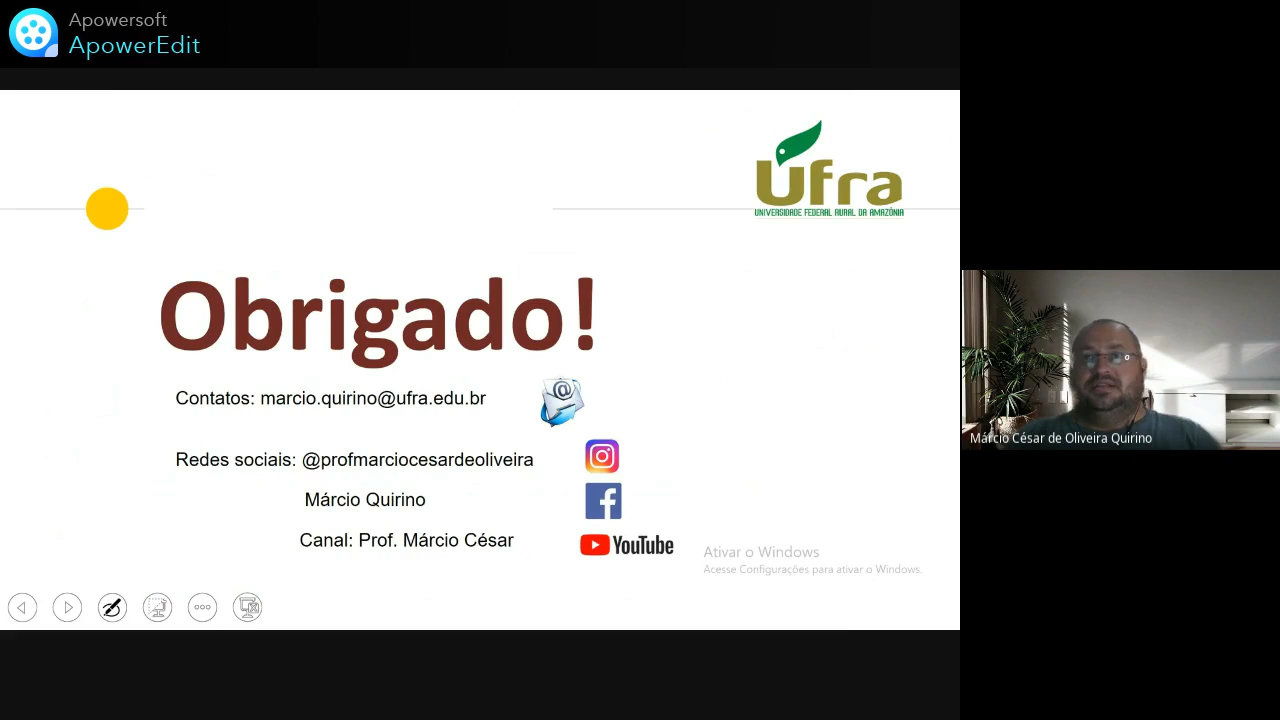 Apowersoft
ApowerEdit
Ufra
UNIVERSIDADE FEDERAL RURAL DA AMAZÔNIA
Obrigado!
Contatos: marcio.quirino@ufra.edu.br
Redes sociais: @profmarciocesardeoliveira
Márcio Quirino
Canal: Prof. Márcio César
YouTube
Ativar o Windows
Acesse Configurações para ativar o Windows.
Márcio César de Oliveira Quirino